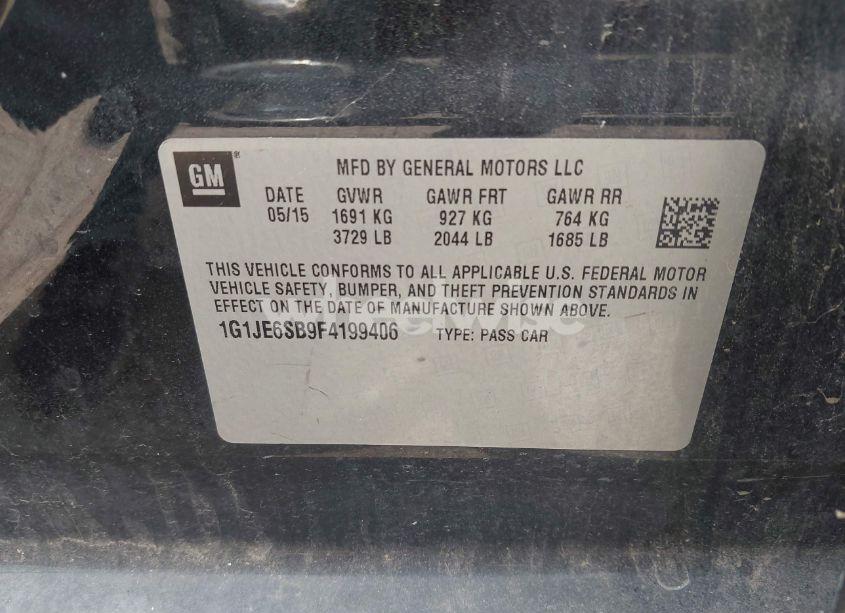 GM®
MFD BY GENERAL MOTORS LLC
DATE GVWR GAWR FRT GAWR RR
05/15 1691 KG 927 KG 764 KG
3729 LB 2044 LB 1685 LB
THIS VEHICLE CONFORMS TO ALL APPLICABLE U.S. FEDERAL MOTOR
VEHICLE SAFETY, BUMPER, AND THEFT PREVENTION STANDARDS IN
EFFECT ON THE DATE OF MANUFACTURE SHOWN ABOVE.
1G1JE6SB9F4199406 TYPE: PASS CAR